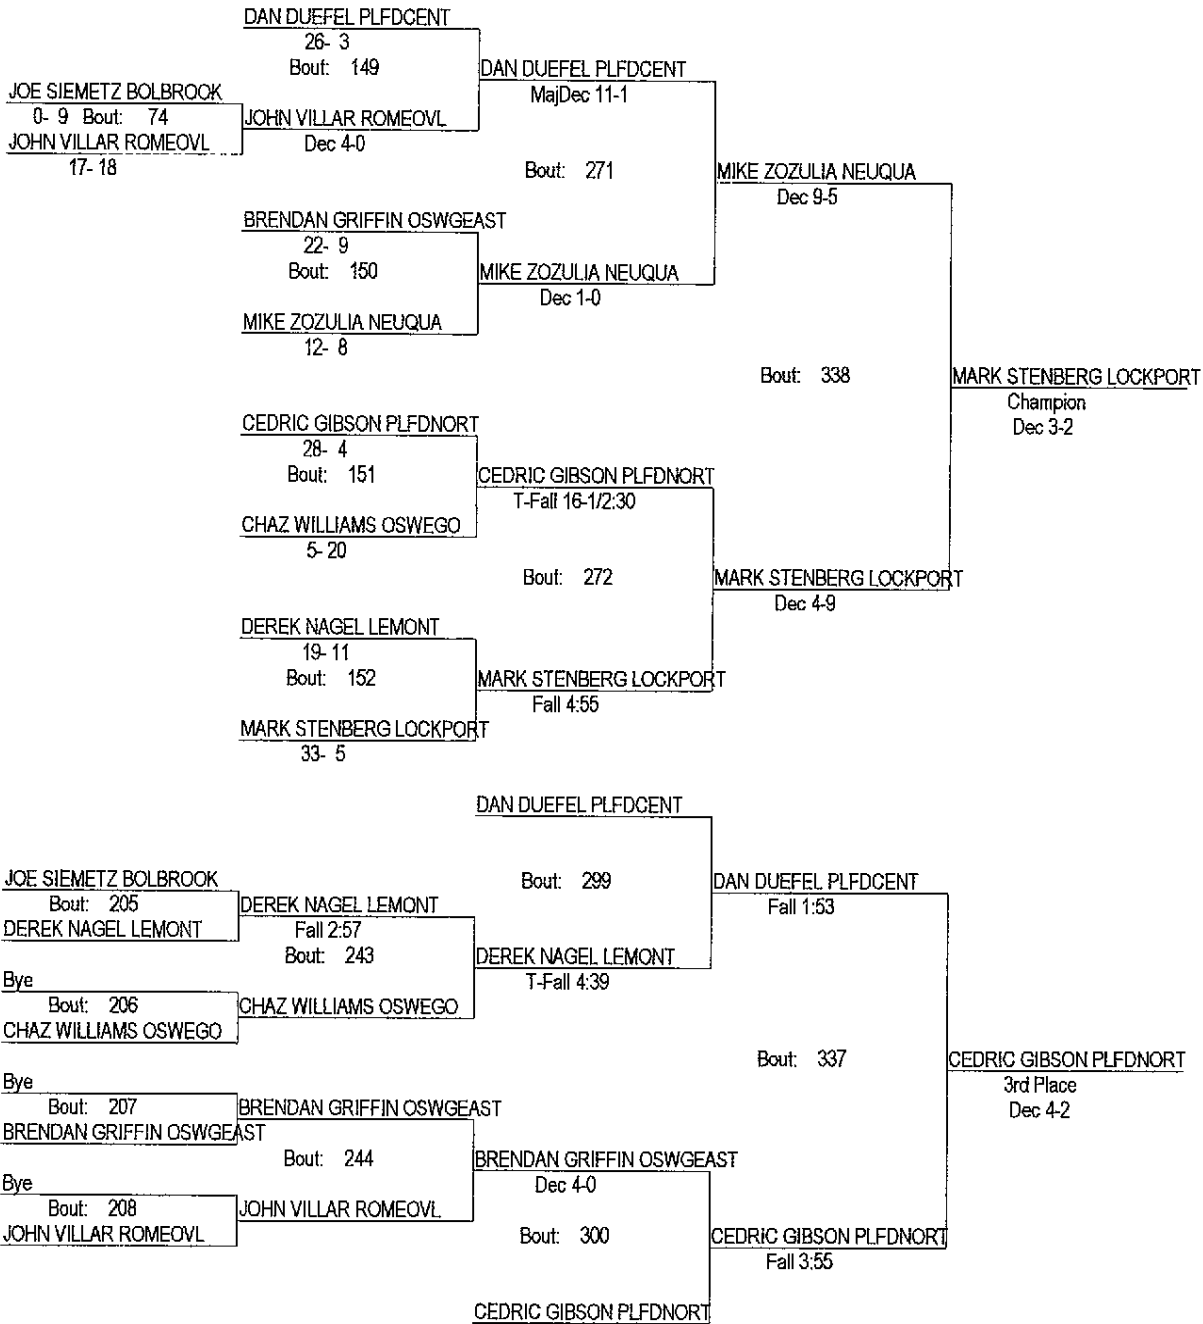 DAN DUEFEL PLFDCENT
26- 3
Bout: 149
DAN DUEFEL PLFDCENT
MajDec 11-1
JOE SIEMETZ BOLBROOK
0- 9 Bout: 74
JOHN VILLAR ROMEOVL
17- 18
JOHN VILLAR ROMEOVL
Dec 4-0
Bout: 271
MIKE ZOZULIA NEUQUA
Dec 9-5
BRENDAN GRIFFIN OSWGEAST
22- 9
Bout: 150
MIKE ZOZULIA NEUQUA
Dec 1-0
MIKE ZOZULIA NEUQUA
12- 8
Bout: 338
MARK STENBERG LOCKPORT
Champion
Dec 3-2
CEDRIC GIBSON PLFDNORT
28- 4
Bout: 151
CEDRIC GIBSON PLFDNORT
T-Fall 16-1/2:30
CHAZ WILLIAMS OSWEGO
5- 20
Bout: 272
MARK STENBERG LOCKPORT
Dec 4-9
DEREK NAGEL LEMONT
19- 11
Bout: 152
MARK STENBERG LOCKPORT
Fall 4:55
MARK STENBERG LOCKPORT
33- 5
DAN DUEFEL PLFDCENT
Bout: 299
DAN DUEFEL PLFDCENT
Fall 1:53
JOE SIEMETZ BOLBROOK
Bout: 205
DEREK NAGEL LEMONT
DEREK NAGEL LEMONT
Fall 2:57
Bout: 243
DEREK NAGEL LEMONT
T-Fall 4:39
Bye
Bout: 206
CHAZ WILLIAMS OSWEGO
CHAZ WILLIAMS OSWEGO
Bout: 337
CEDRIC GIBSON PLFDNORT
3rd Place
Dec 4-2
Bye
Bout: 207
BRENDAN GRIFFIN OSWGEAST
BRENDAN GRIFFIN OSWGEAST
Bout: 244
BRENDAN GRIFFIN OSWGEAST
Dec 4-0
Bye
Bout: 208
JOHN VILLAR ROMEOVL
JOHN VILLAR ROMEOVL
Bout: 300
CEDRIC GIBSON PLFDNORT
Fall 3:55
CEDRIC GIBSON PLFDNORT